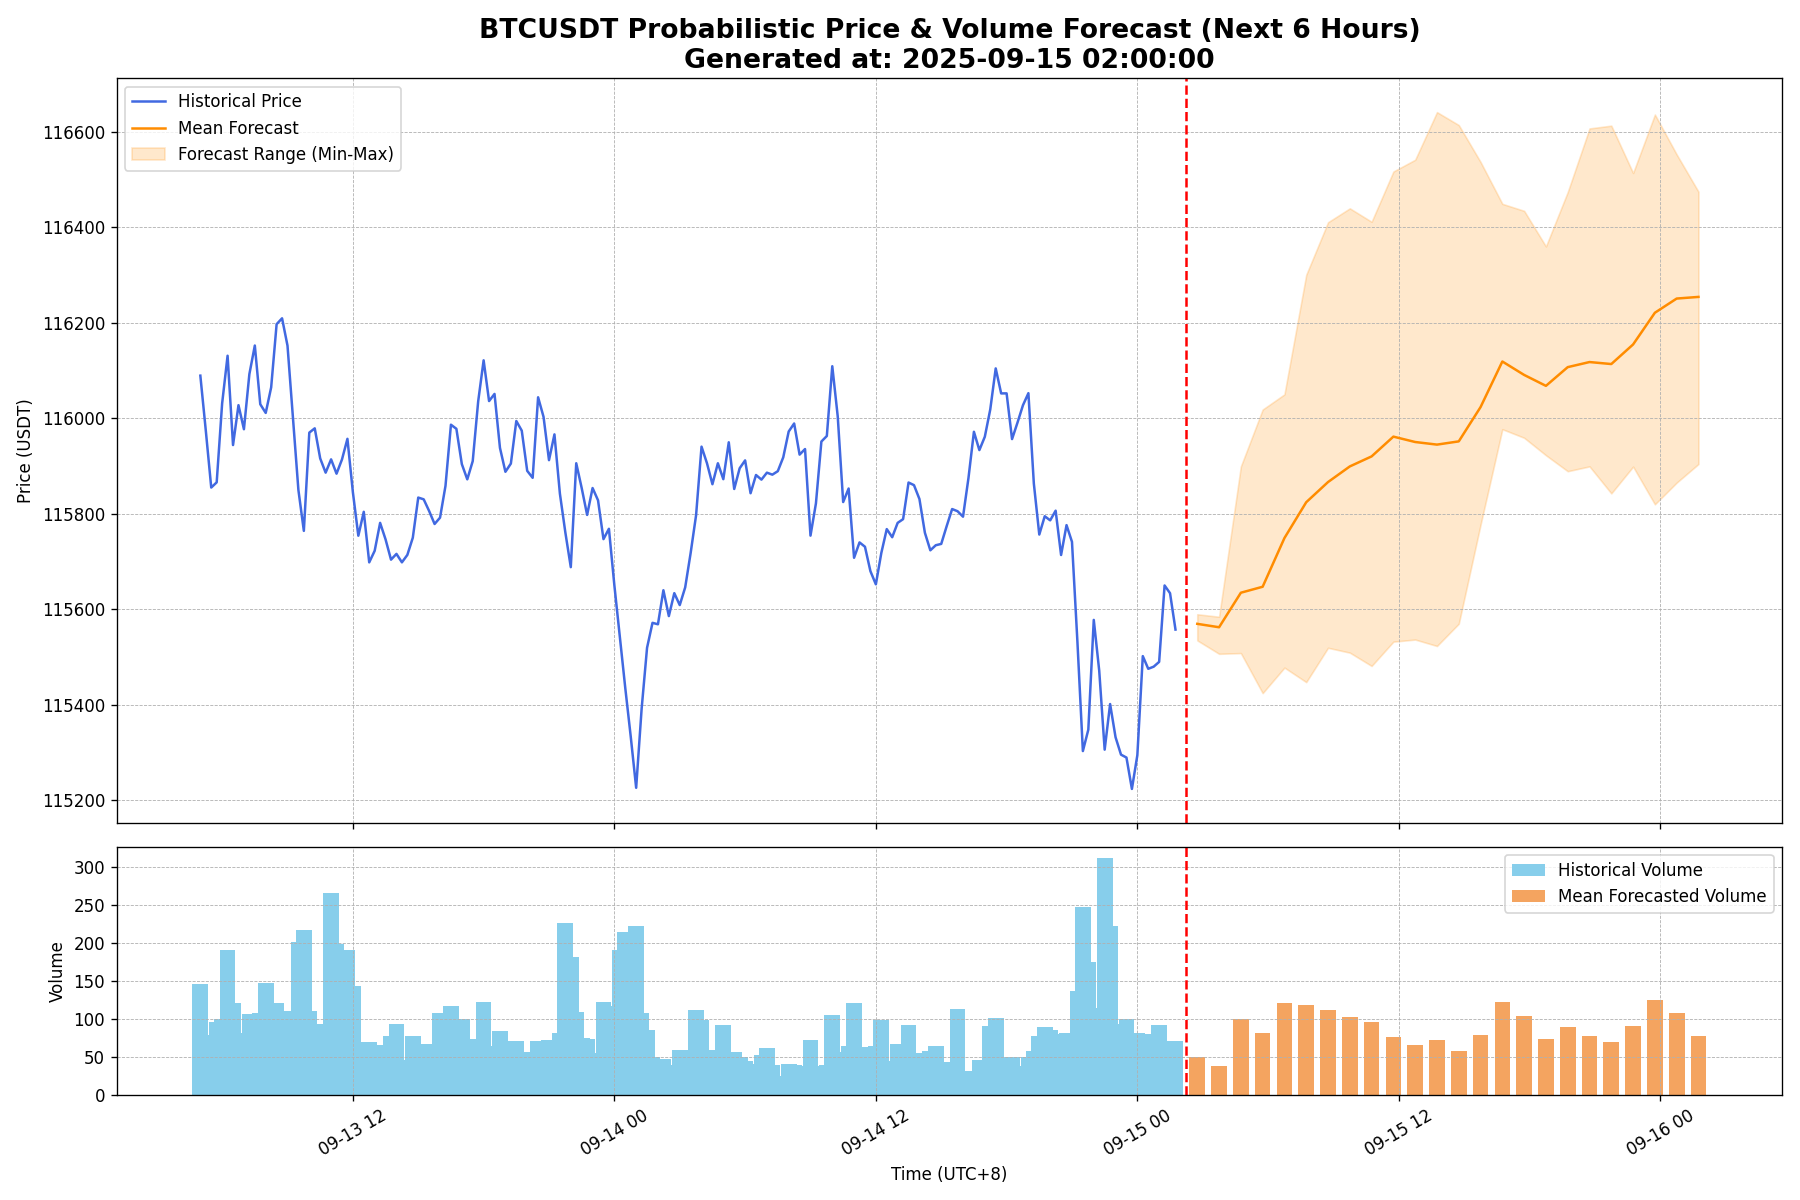 BTCUSDT Probabilistic Price & Volume Forecast (Next 6 Hours)
Generated at: 2025-09-15 02:00:00
Historical Price
Mean Forecast
Forecast Range (Min-Max)
Price (USDT)
116600
116400
116200
116000
115800
115600
115400
115200
Historical Volume
Mean Forecasted Volume
Volume
300
250
200
150
100
50
0
09-13 12
09-14 00
09-14 12
09-15 00
09-15 12
09-16 00
Time (UTC+8)